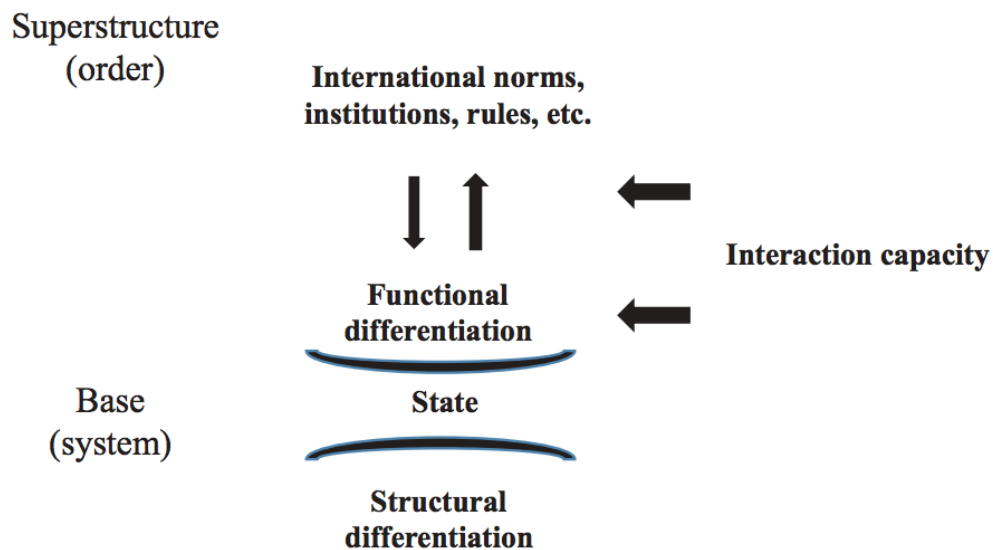 Superstructure
(order)
International norms,
institutions, rules, etc.
Interaction capacity
Functional
differentiation
Base
(system)
State
Structural
differentiation